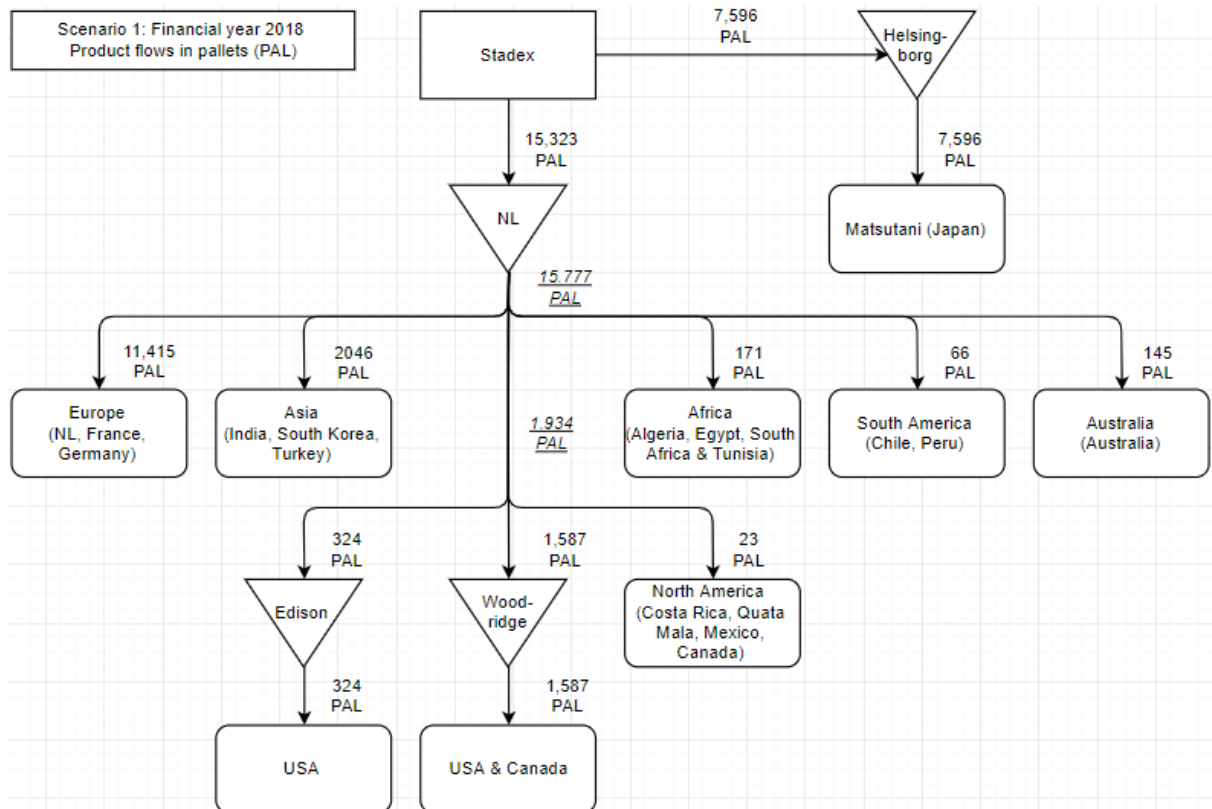 Scenario 1: Financial year 2018
Product flows in pallets (PAL)
Stadex
7,596
PAL
Helsing-
borg
15,323
PAL
7,596
PAL
NL
Matsutani (Japan)
15.777
PAL
11,415
PAL
2046
PAL
171
PAL
66
PAL
145
PAL
Europe
(NL, France,
Germany)
Asia
(India, South Korea,
Turkey)
1.934
PAL
Africa
(Algeria, Egypt, South
Africa & Tunisia)
South America
(Chile, Peru)
Australia
(Australia)
324
PAL
1,587
PAL
23
PAL
Edison
Wood-
ridge
North America
(Costa Rica, Quata
Mala, Mexico,
Canada)
324
PAL
1,587
PAL
USA
USA & Canada